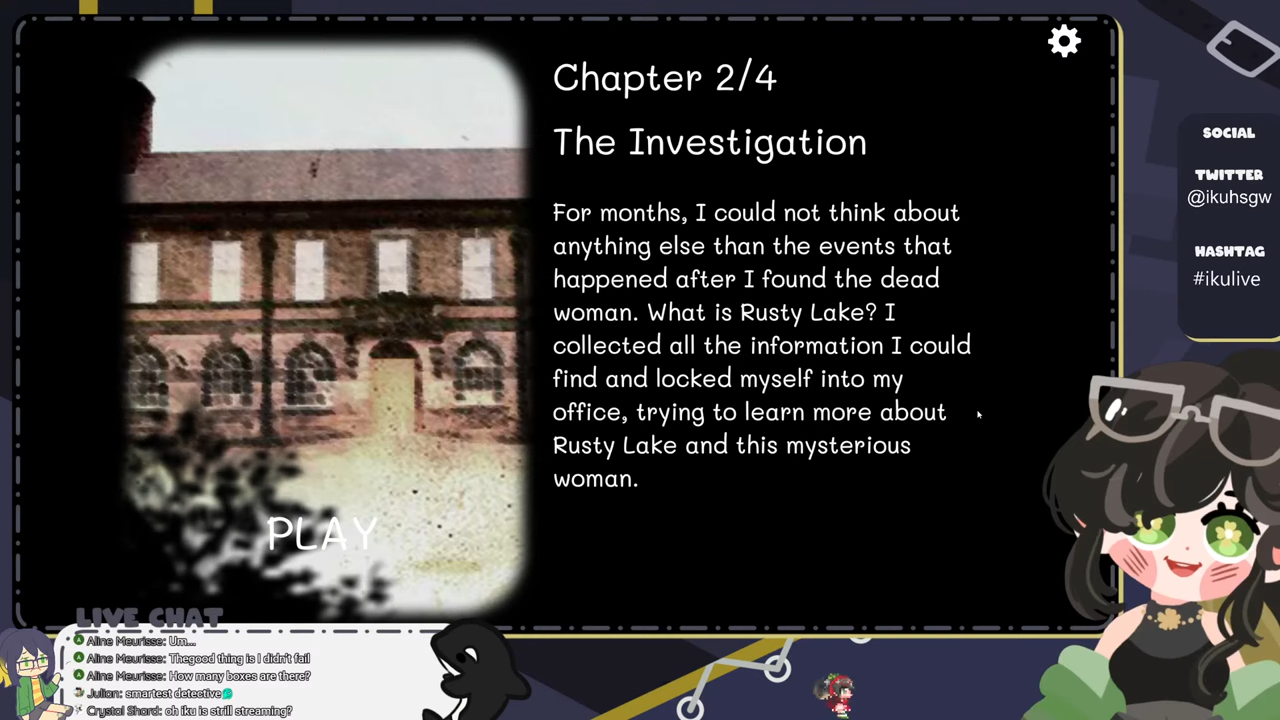 Chapter 2/4
The Investigation
For months, I could not think about
anything else than the events that
happened after I found the dead
woman. What is Rusty Lake? I
collected all the information I could
find and locked myself into my
office, trying to learn more about
Rusty Lake and this mysterious
woman.
PLAY
SOCIAL
TWITTER
@ikuhsgw
HASHTAG
#ikulive
LIVE CHAT
Aline Meurisse: Um...
Aline Meurisse: Thegood thing is I didn't fail
Aline Meurisse: How many boxes are there?
Julion: smartest detective
Crystal Shard: oh iku is strill streaming?